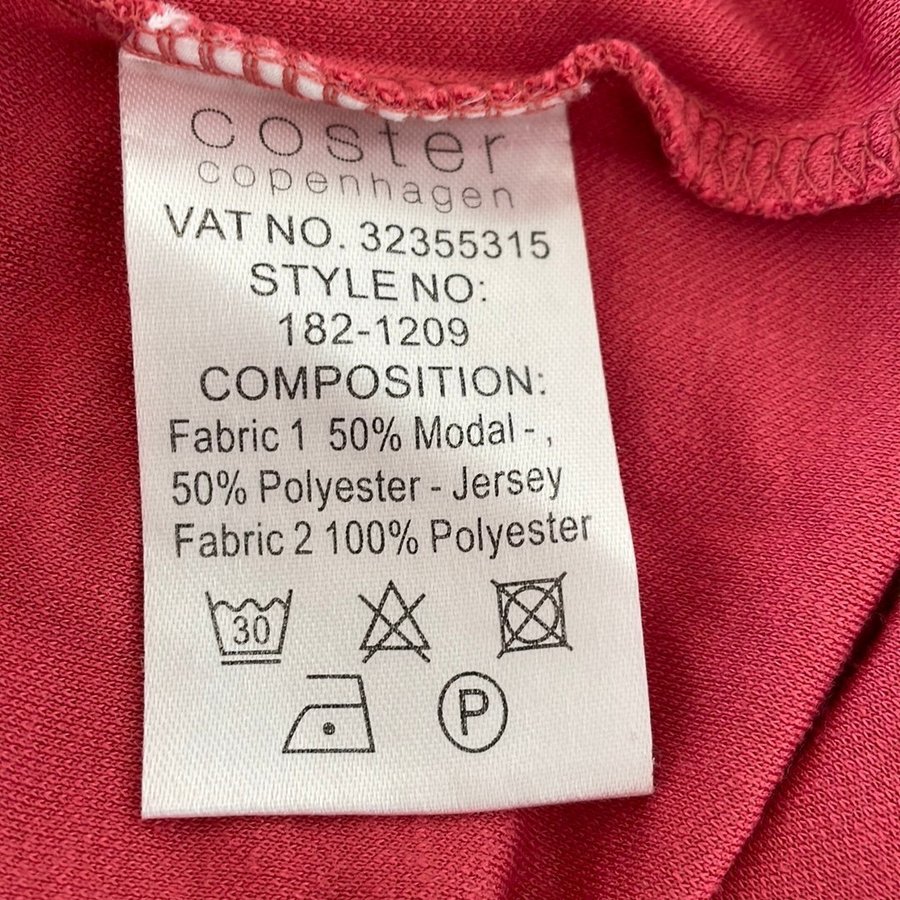 coster
copenhagen
VAT NO. 32355315
STYLE NO:
182-1209
COMPOSITION:
Fabric 1 50% Modal - ,
50% Polyester - Jersey
Fabric 2 100% Polyester
30
P